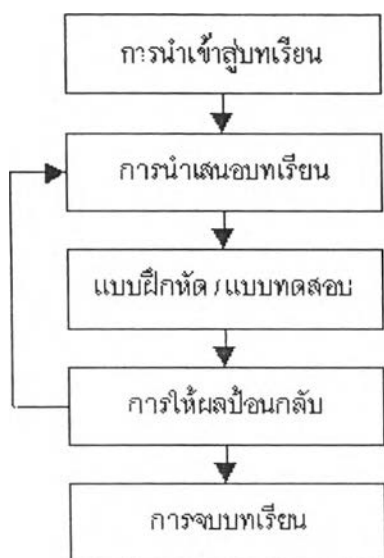 การนำเข้าสู่บทเรียน
การนำเสนอบทเรียน
แบบฝึกหัด / แบบทดสอบ
การให้ผลป้อนกลับ
การจบบทเรียน